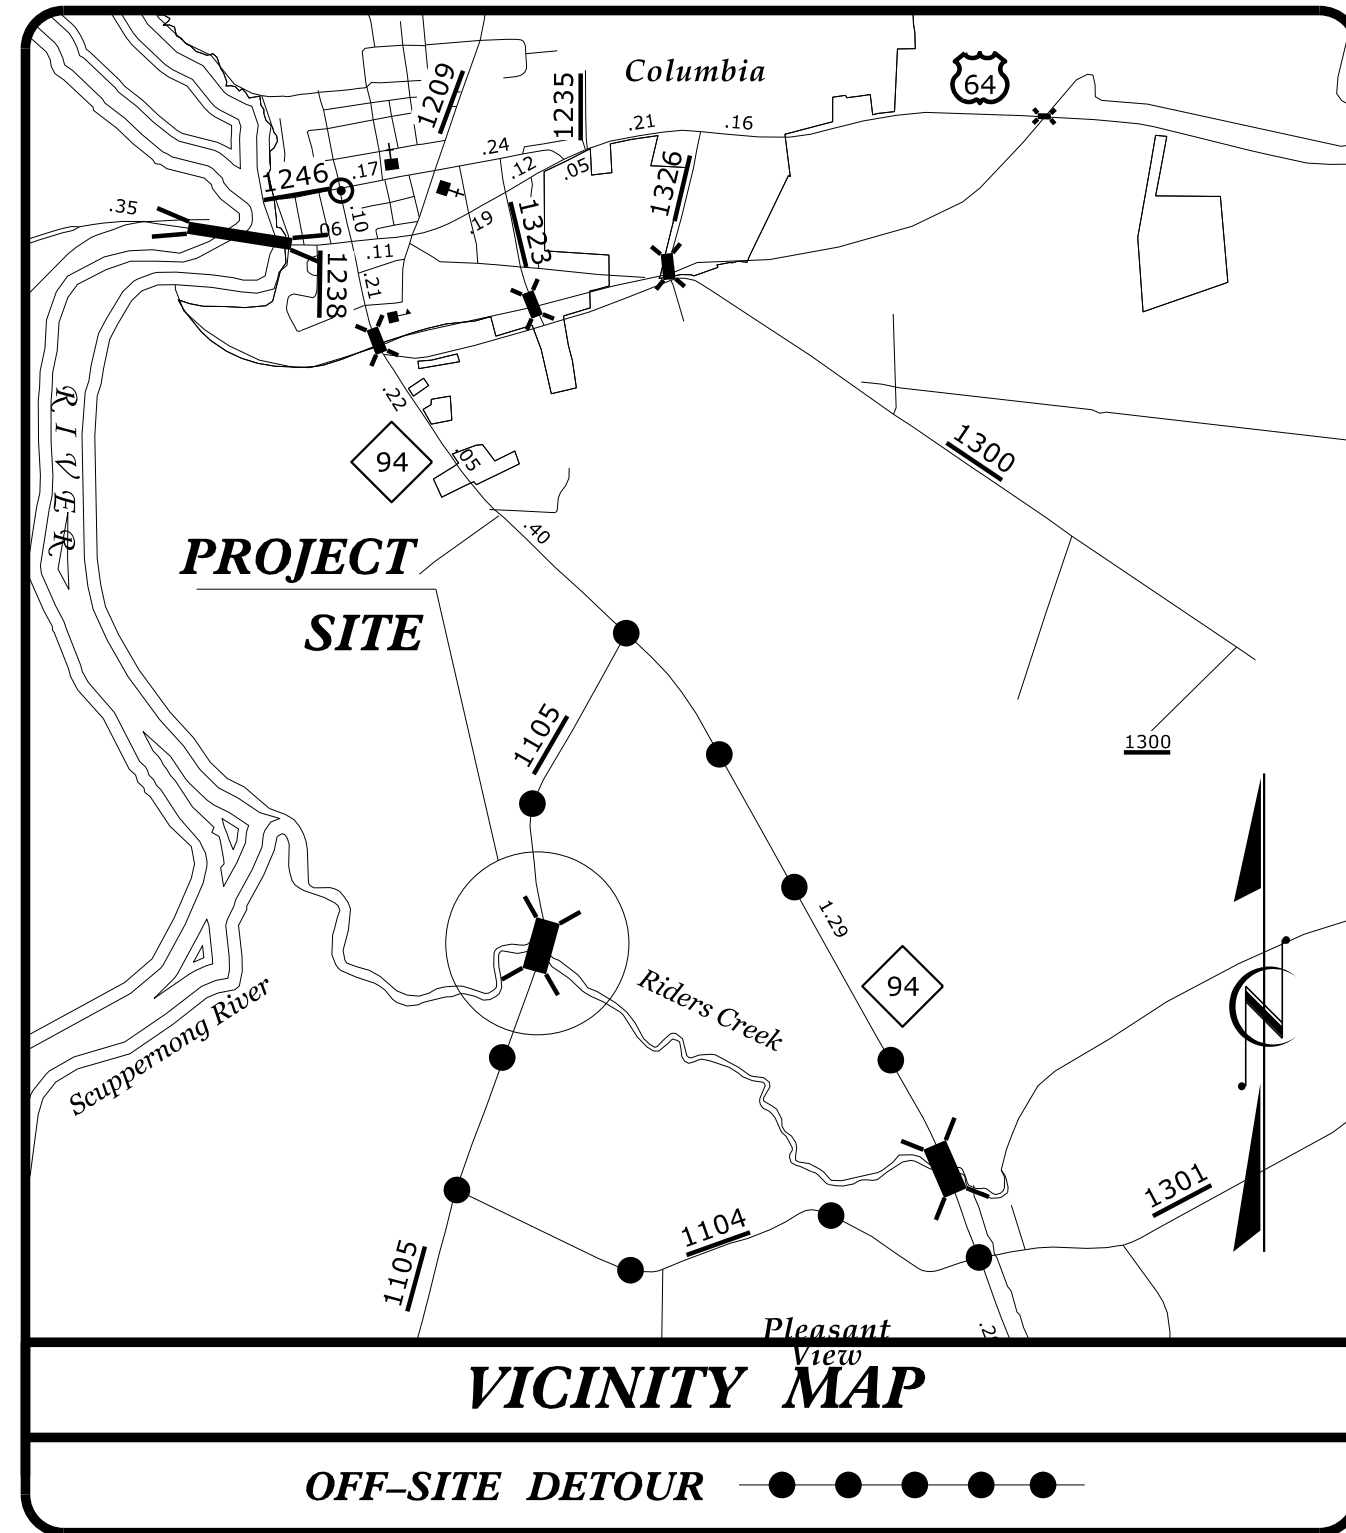 Columbia
64
1209
1235
.21
.16
.24
.12
.05
1326
1246
.17
.10
.35
06
.11
.19
1323
1238
.21
RIVER
.22
94
.05
1300
.40
PROJECT
SITE
1105
1300
1.29
94
Riders Creek
Scuppernong River
N
1301
1104
1105
Pleasant
View
VICINITY MAP
OFF–SITE DETOUR